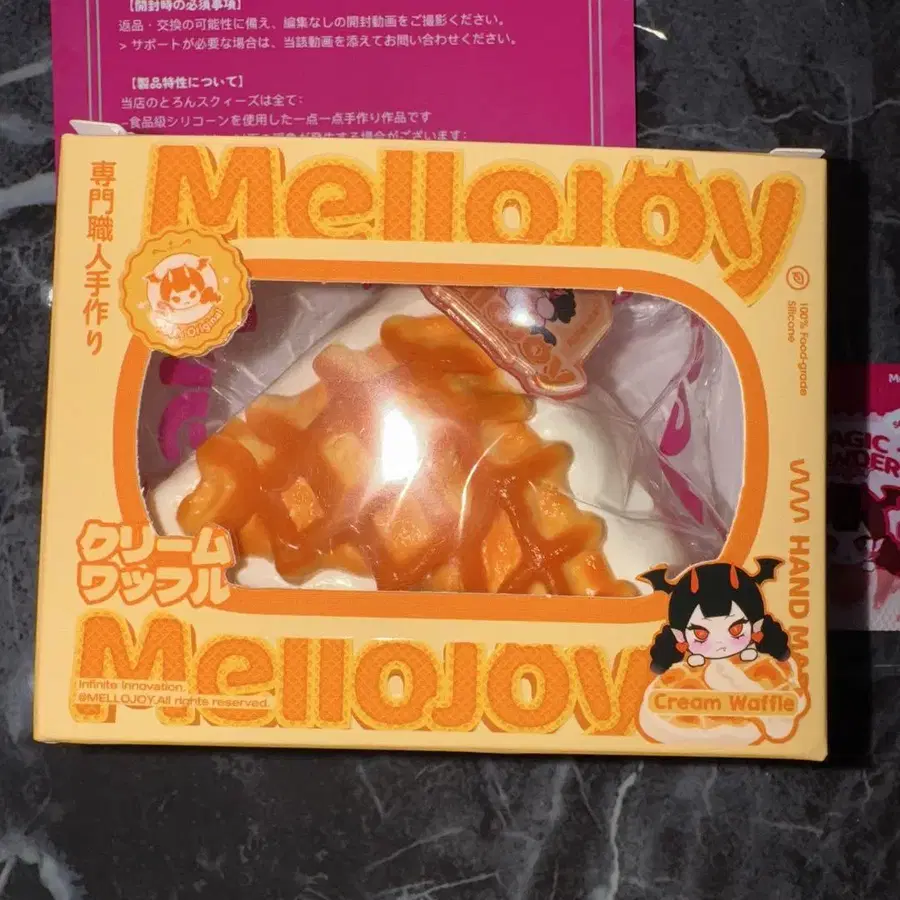 【開封時の必須事項】
返品・交換の可能性に備え、編集なしの開封動画をご撮影ください。
> サポートが必要な場合は、当該動画を添えてお問い合わせください。
【製品特性について】
当店のとろんスクィーズは全て:
-食品級シリコーンを使用した一点一点手作り作品です
Mellojoy
専門職人手作り
Original
100% Food-grade
Silicone
HAND MA
クリーム
ワッフル
Mellojoy
Infinite Innovation.
@MELLOJOY.All rights reserved.
Cream Waffle
AGIC